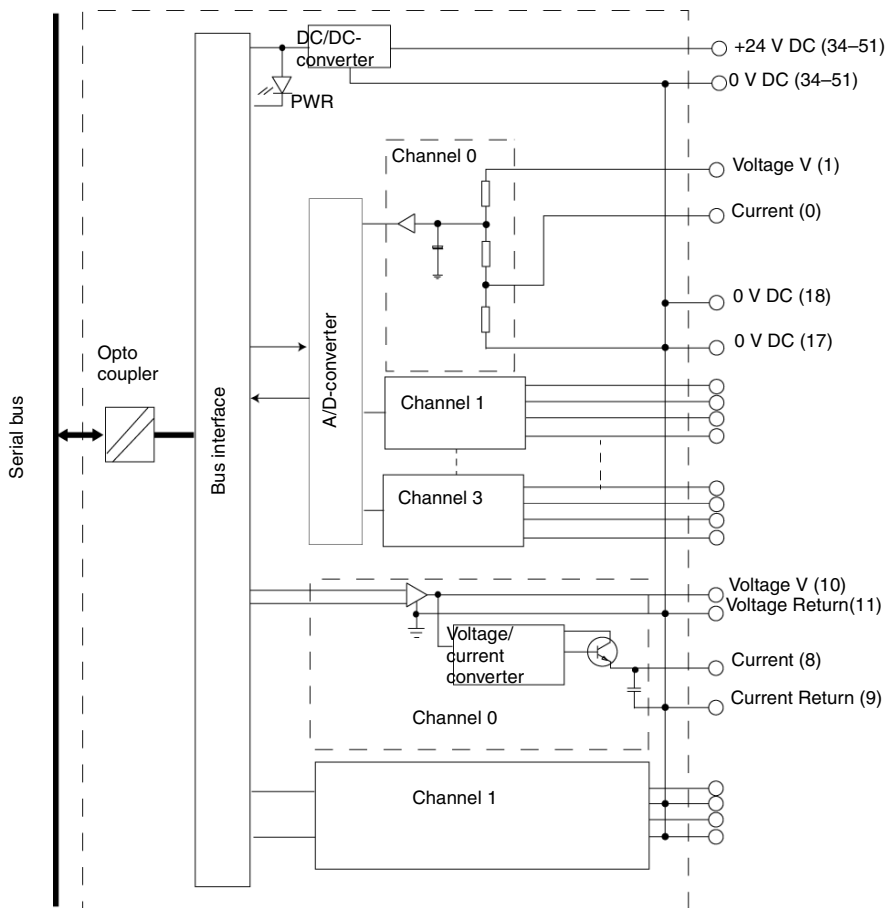 DC/DC-
converter
+24 V DC (34–51)
0 V DC (34–51)
PWR
Channel 0
Voltage V (1)
Current (0)
0 V DC (18)
0 V DC (17)
Opto
coupler
Serial bus
Bus interface
A/D-converter
Channel 1
Channel 3
Voltage V (10)
Voltage Return(11)
Voltage/
current
converter
Current (8)
Current Return (9)
Channel 0
Channel 1